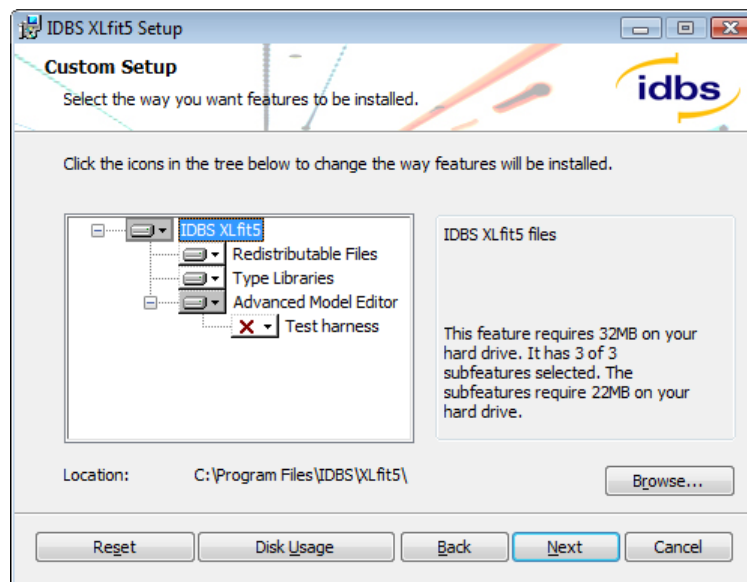 IDBS XLfit5 Setup
Custom Setup
Select the way you want features to be installed.
idbs
Click the icons in the tree below to change the way features will be installed.
IDBS XLfit5
Redistributable Files
Type Libraries
Advanced Model Editor
Test harness
IDBS XLfit5 files
This feature requires 32MB on your
hard drive. It has 3 of 3
subfeatures selected. The
subfeatures require 22MB on your
hard drive.
Location: C:\Program Files\IDBS\XLfit5\
Browse...
Reset Disk Usage Back Next Cancel